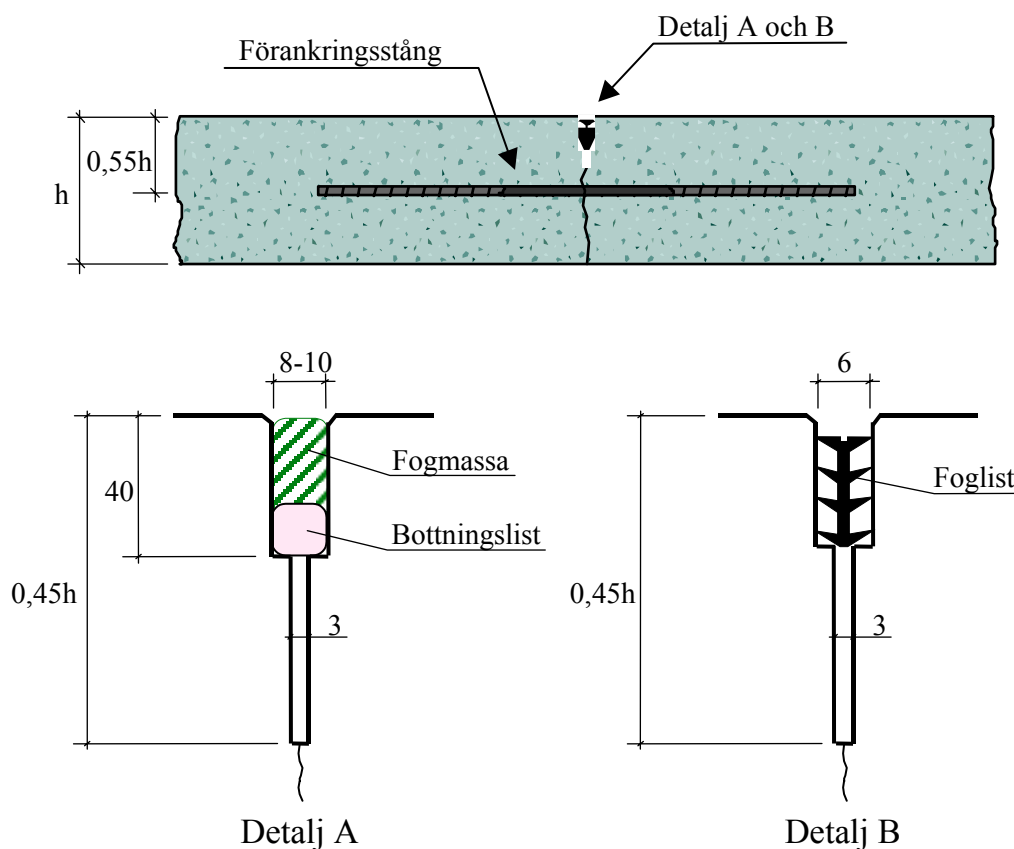 Detalj A och B
Förankringsstång
0,55h
h
8-10
6
Fogmassa
Foglist
40
Bottningslist
0,45h
0,45h
3
3
Detalj A
Detalj B